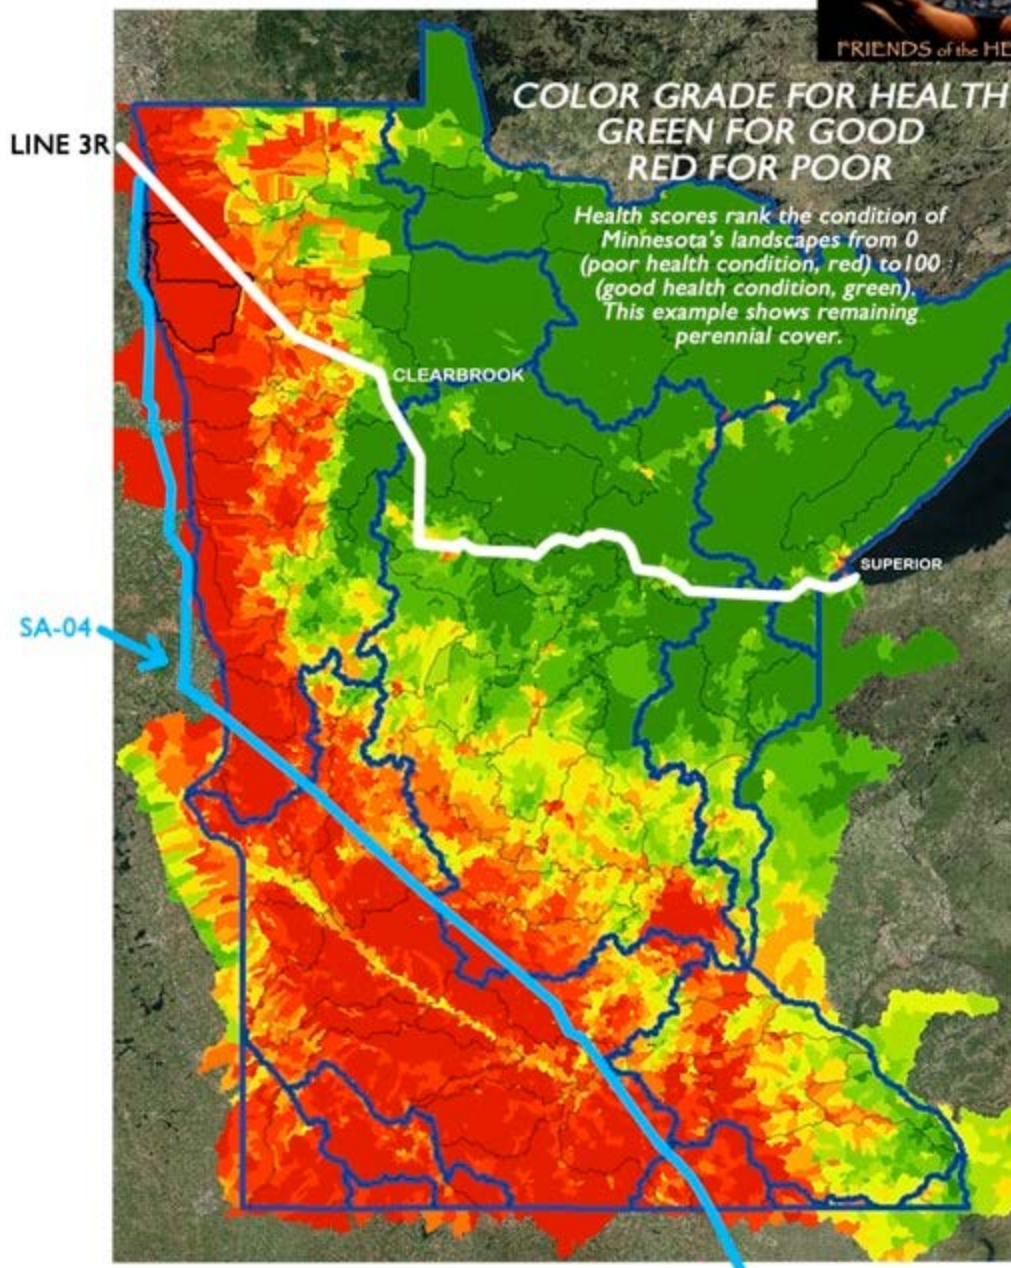 FRIENDS of the HE
COLOR GRADE FOR HEALTH
GREEN FOR GOOD
RED FOR POOR
LINE 3R
Health scores rank the condition of
Minnesota's landscapes from 0
(poor health condition, red) to100
(good health condition, green).
This example shows remaining
perennial cover.
CLEARBROOK
SUPERIOR
SA-04